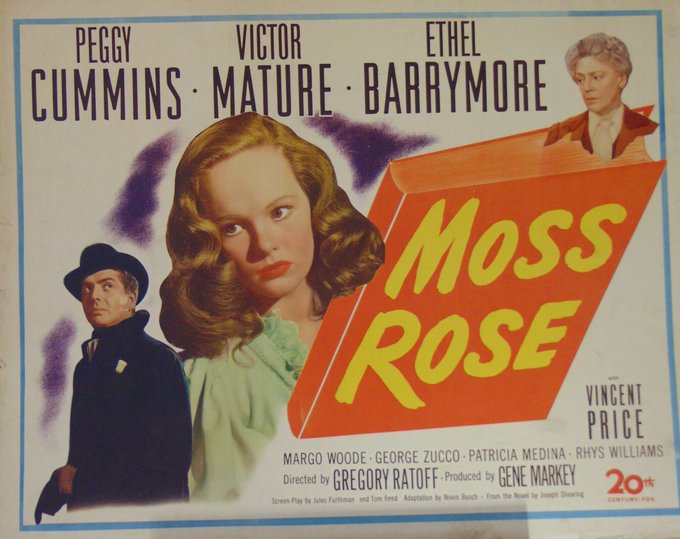 PEGGY CUMMINS · VICTOR MATURE · ETHEL BARRYMORE
MOSS
ROSE
with
VINCENT
PRICE
MARGO WOODE · GEORGE ZUCCO · PATRICIA MEDINA · RHYS WILLIAMS
Directed by GREGORY RATOFF · Produced by GENE MARKEY
Screen Play by Jules Furthman and Tom Reed Adaptation by Niven Busch · From the Novel by Joseph Shearing
20th
CENTURY-FOX